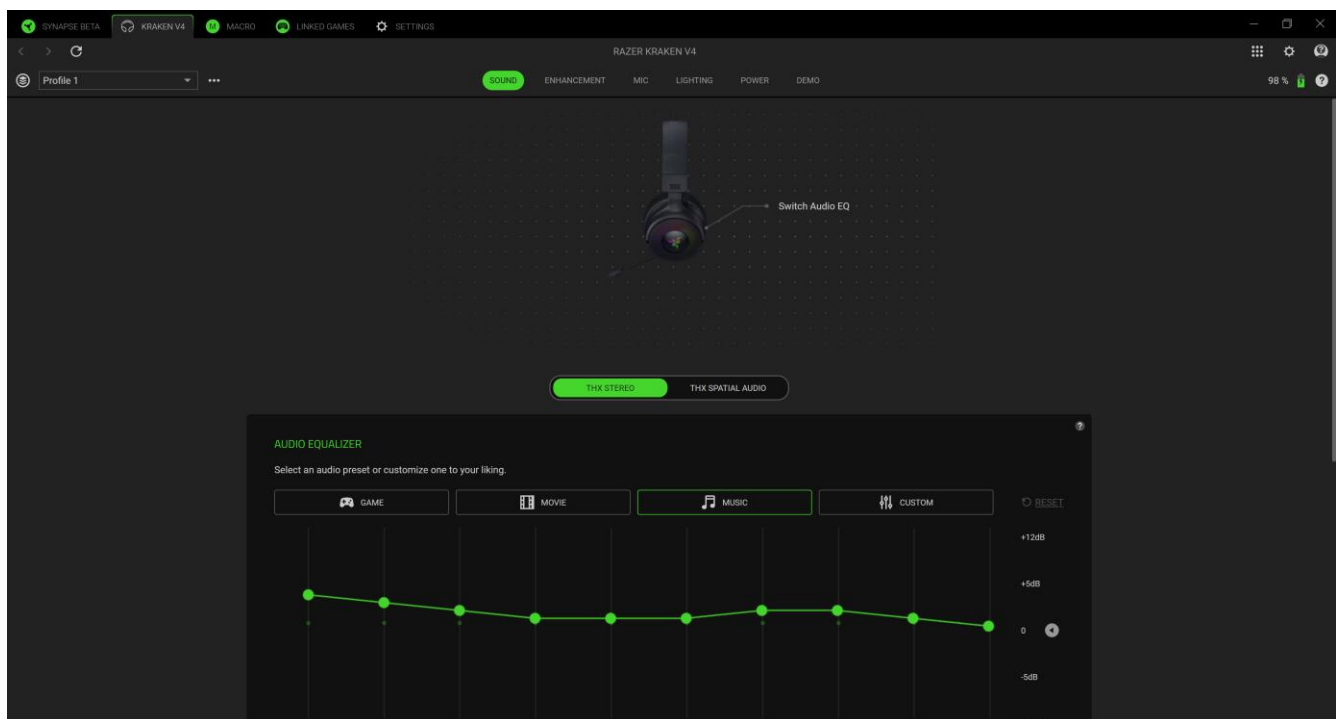 SYNAPSE BETA KRAKEN V4 M MACRO LINKED GAMES SETTINGS
RAZER KRAKEN V4
Profile 1 SOUND ENHANCEMENT MIC LIGHTING POWER DEMO 98 %
Switch Audio EQ
THX STEREO THX SPATIAL AUDIO
AUDIO EQUALIZER
Select an audio preset or customize one to your liking.
GAME MOVIE MUSIC CUSTOM RESET
+12dB
+5dB
0
-5dB